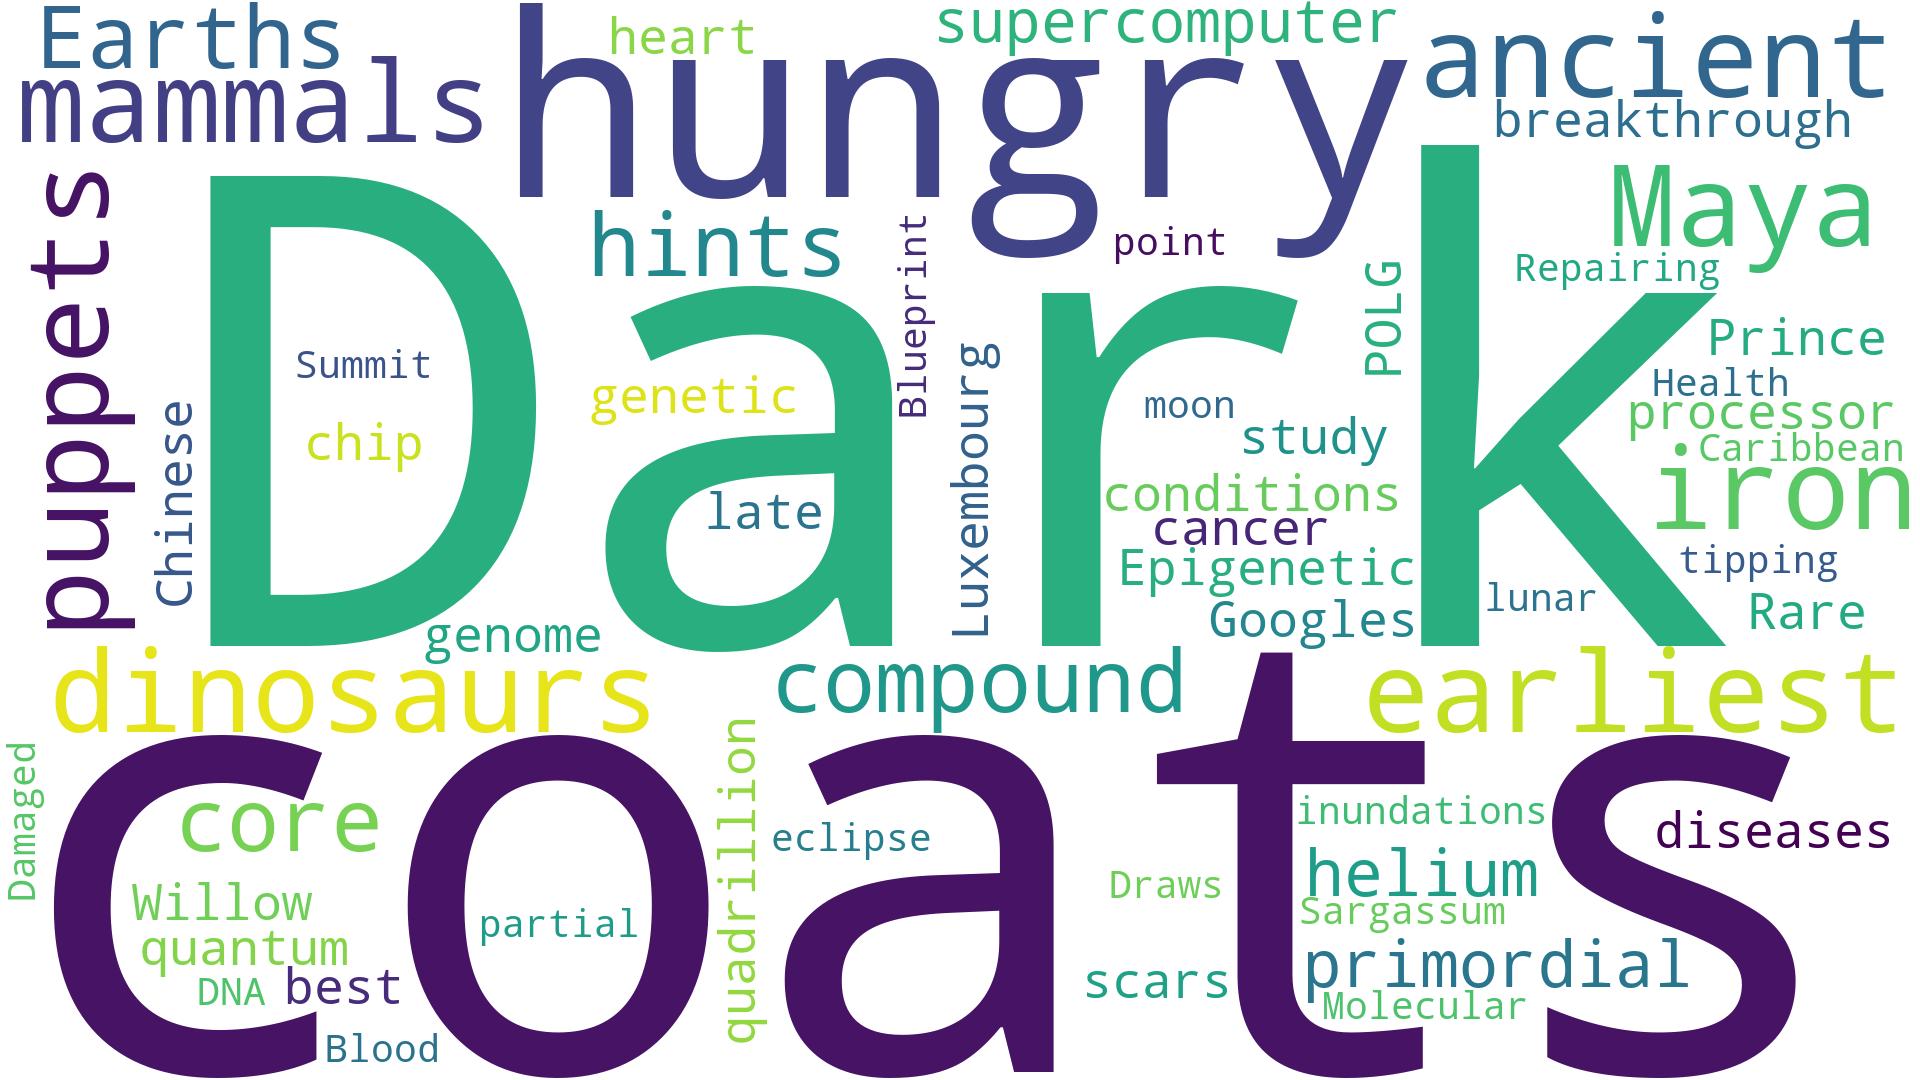 Earths
heart
supercomputer
hungry
ancient
mammals
breakthrough
puppets
Maya
hints
Blueprint
point
Repairing
POLG
Dark
Prince
Summit
Luxembourg
Health
genetic
moon
processor
Chinese
chip
study
Caribbean
late
conditions
iron
cancer
tipping
Epigenetic
lunar
Rare
Googles
genome
dinosaurs
compound
earliest
coats
Damaged
quadrillion
core
eclipse
inundations
diseases
Draws
helium
Willow
partial
Sargassum
quantum
primordial
DNA
best
scars
Molecular
Blood